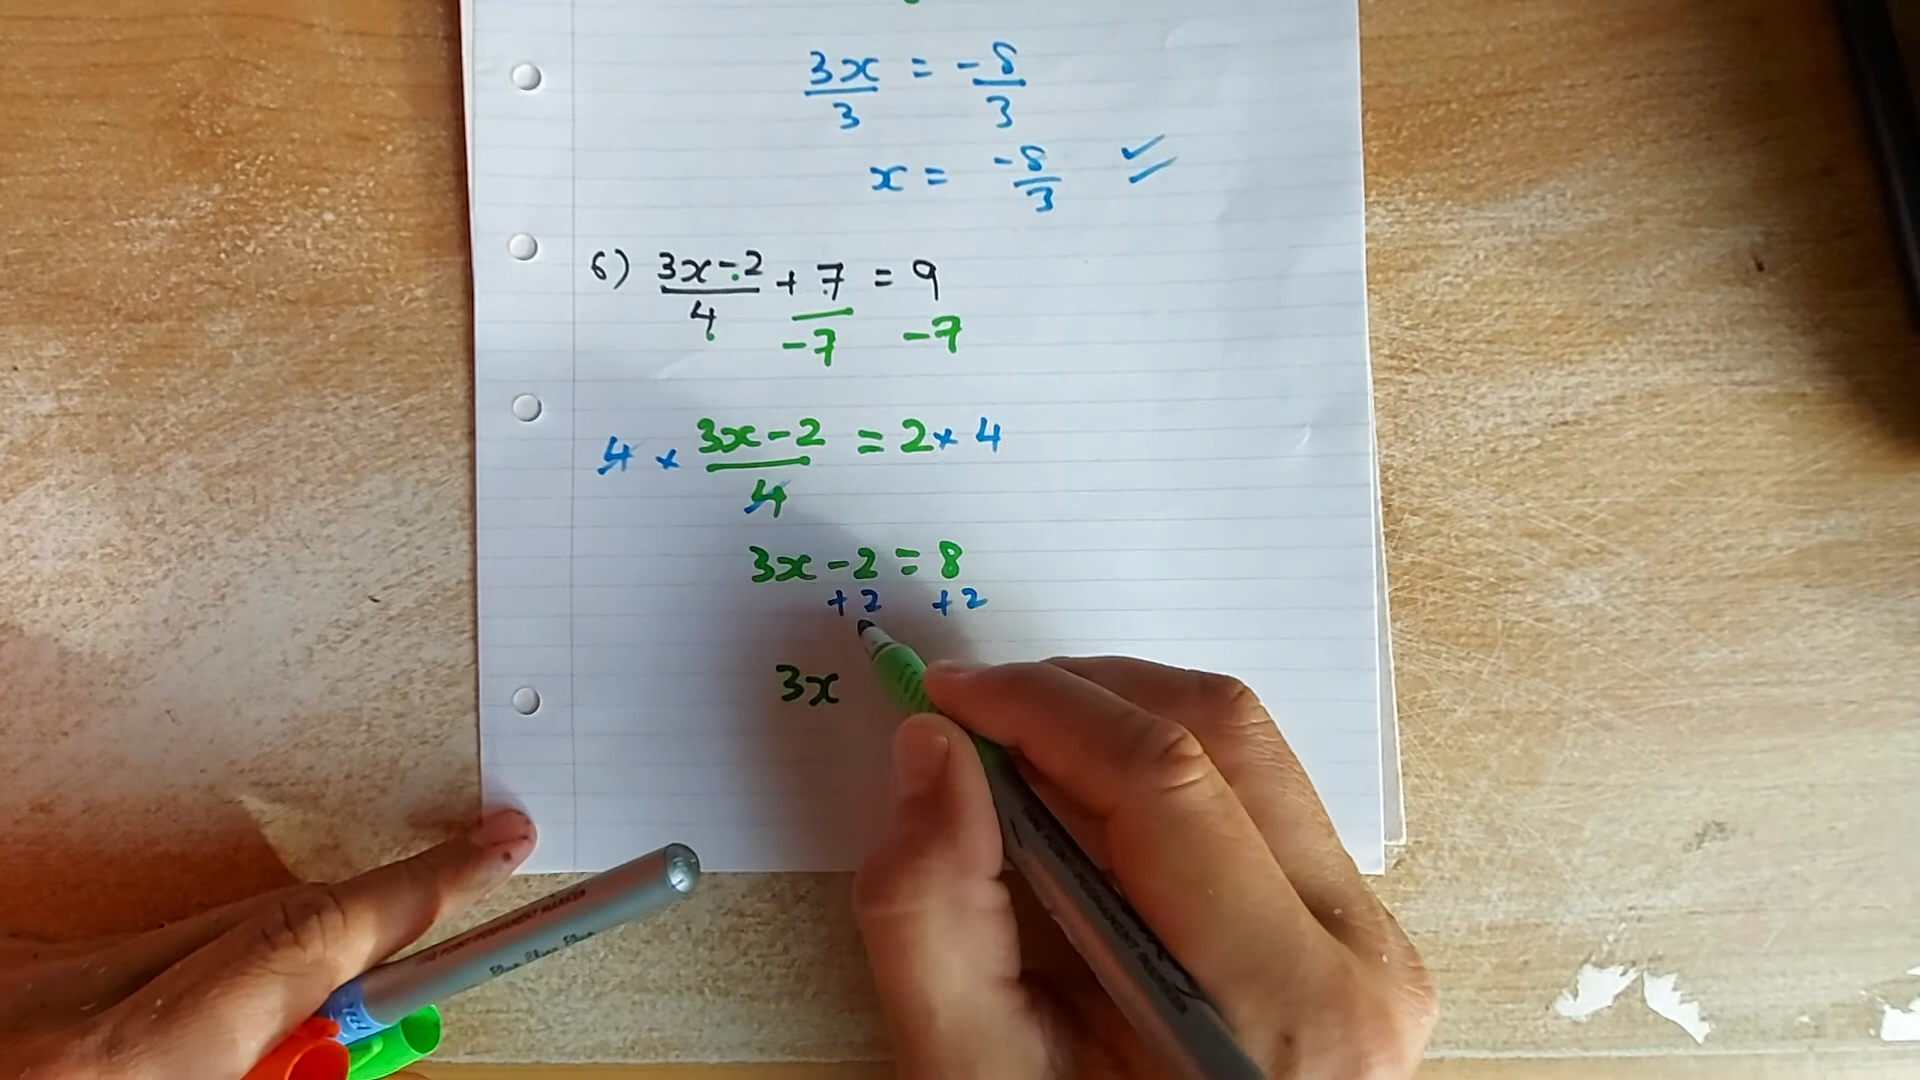 3x/3 = -8/3
x = -8/3 ✓
6) 3x-2/4 + 7 = 9
-7 -7
4 × 3x-2/4 = 2 × 4
3x - 2 = 8
+2 +2
3x